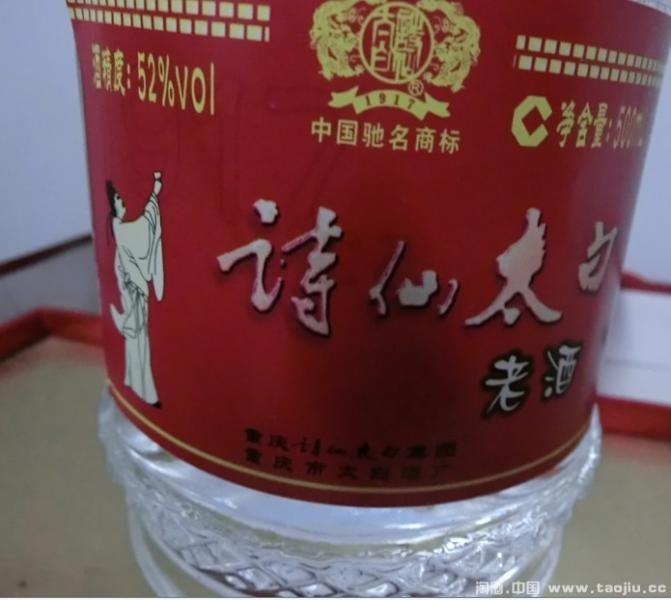 酒精度：52%vol
1917
中国驰名商标
净含量：500mL
诗仙太白
老酒
重庆诗仙太白集团
重庆市太白酒厂
淘酒.中国 www.taojiu.cc